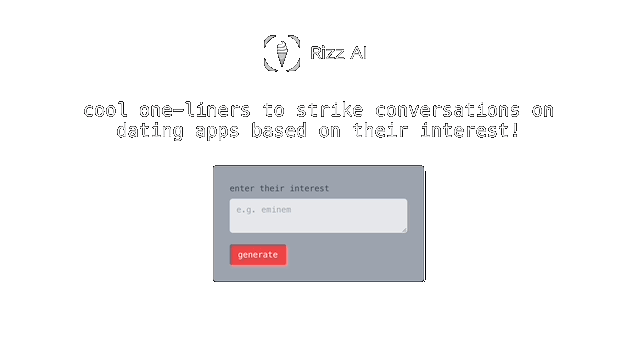 Rizz AI
cool one-liners to strike conversations on
dating apps based on their interest!
enter their interest
e.g. eminem
generate